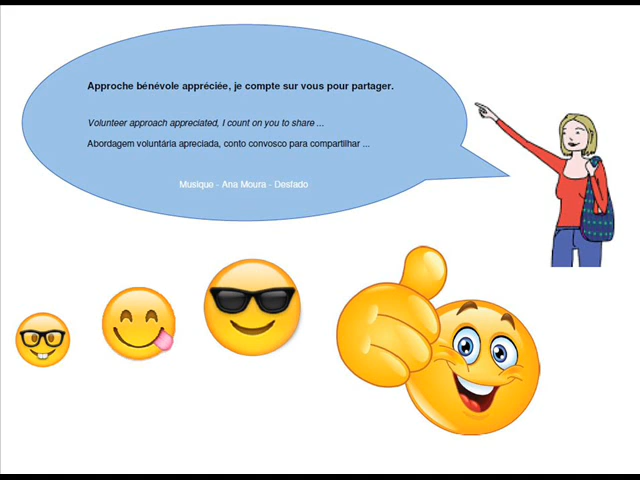 Approche bénévole appréciée, je compte sur vous pour partager.
Volunteer approach appreciated, I count on you to share ...
Abordagem voluntária apreciada, conto convosco para compartilhar ...
Musique - Ana Moura - Desfado